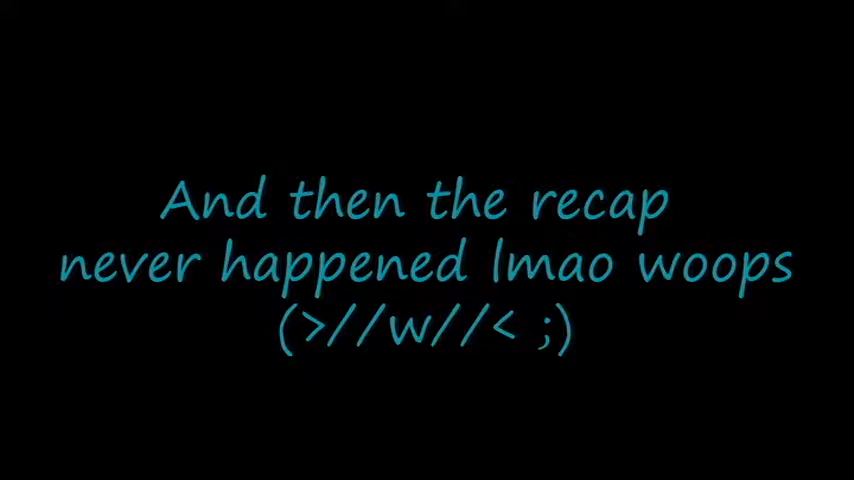 And then the recap
never happened lmao woops
(>//w//< ;)